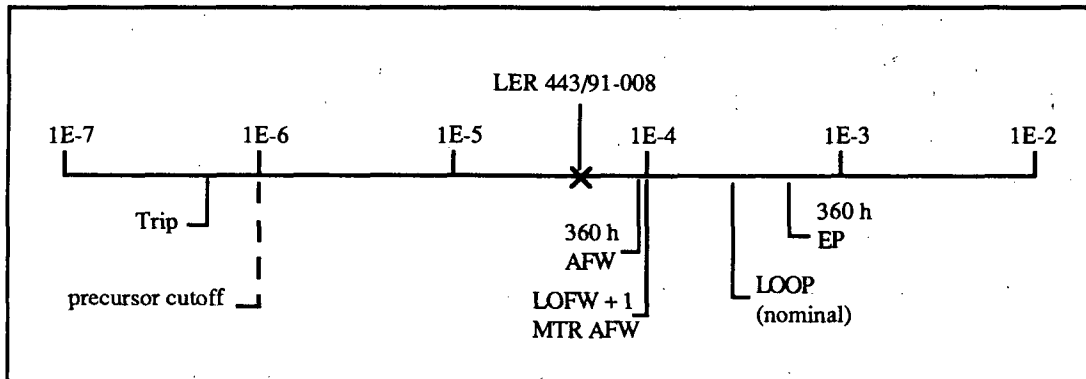 LER 443/91-008
1E-7 1E-6 1E-5 1E-4 1E-3 1E-2
Trip
precursor cutoff
360 h
AFW
LOFW + 1
MTR AFW
360 h
EP
LOOP
(nominal)